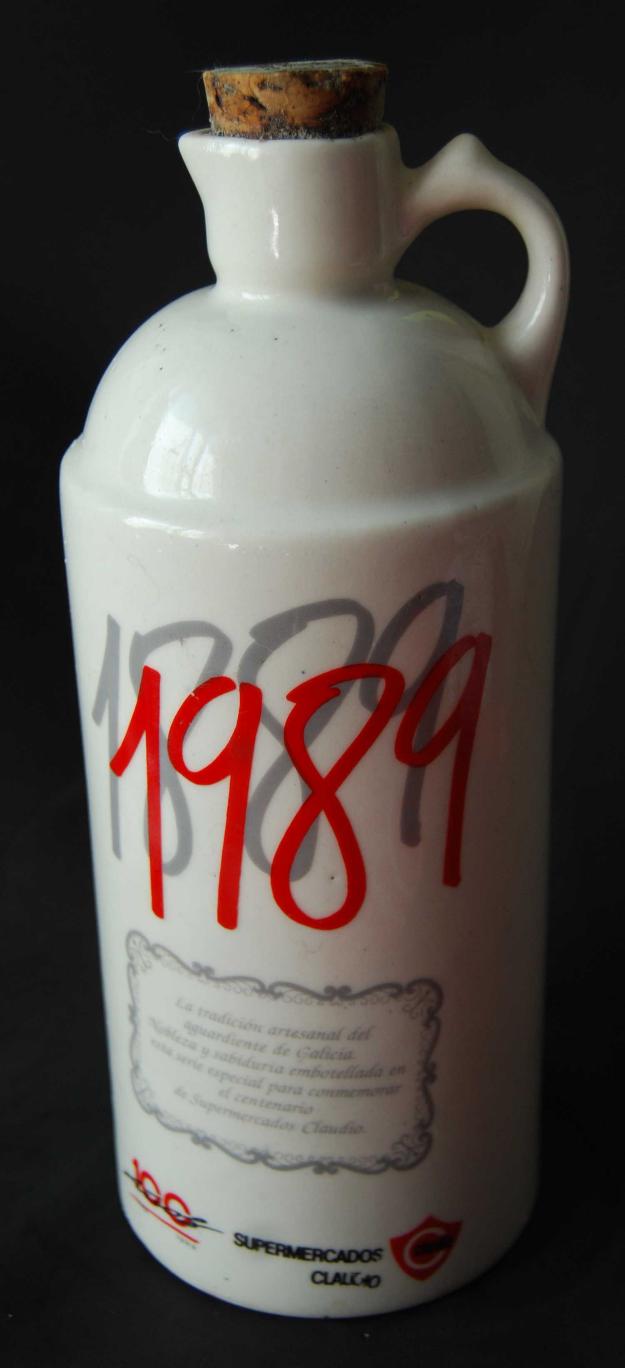 1889
1989
La tradición artesanal del
aguardiente de Galicia.
Nobleza y sabiduría embotellada en
esta serie especial para conmemorar
el centenario
de Supermercados Claudio.
100
SUPERMERCADOS
CLAUDIO